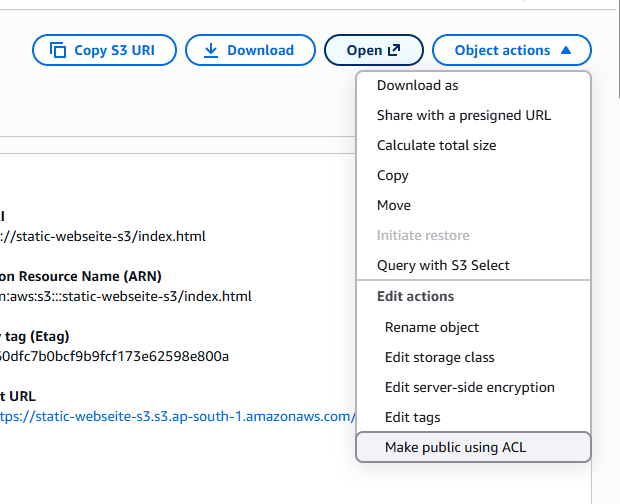 Copy S3 URI
Download
Open
Object actions
Download as
Share with a presigned URL
Calculate total size
Copy
Move
Initiate restore
Query with S3 Select
Edit actions
Rename object
Edit storage class
Edit server-side encryption
Edit tags
Make public using ACL
://static-webseite-s3/index.html
on Resource Name (ARN)
n:aws:s3:::static-webseite-s3/index.html
tag (Etag)
60dfc7b0bcf9b9fcf173e62598e800a
t URL
tps://static-webseite-s3.s3.ap-south-1.amazonaws.com/